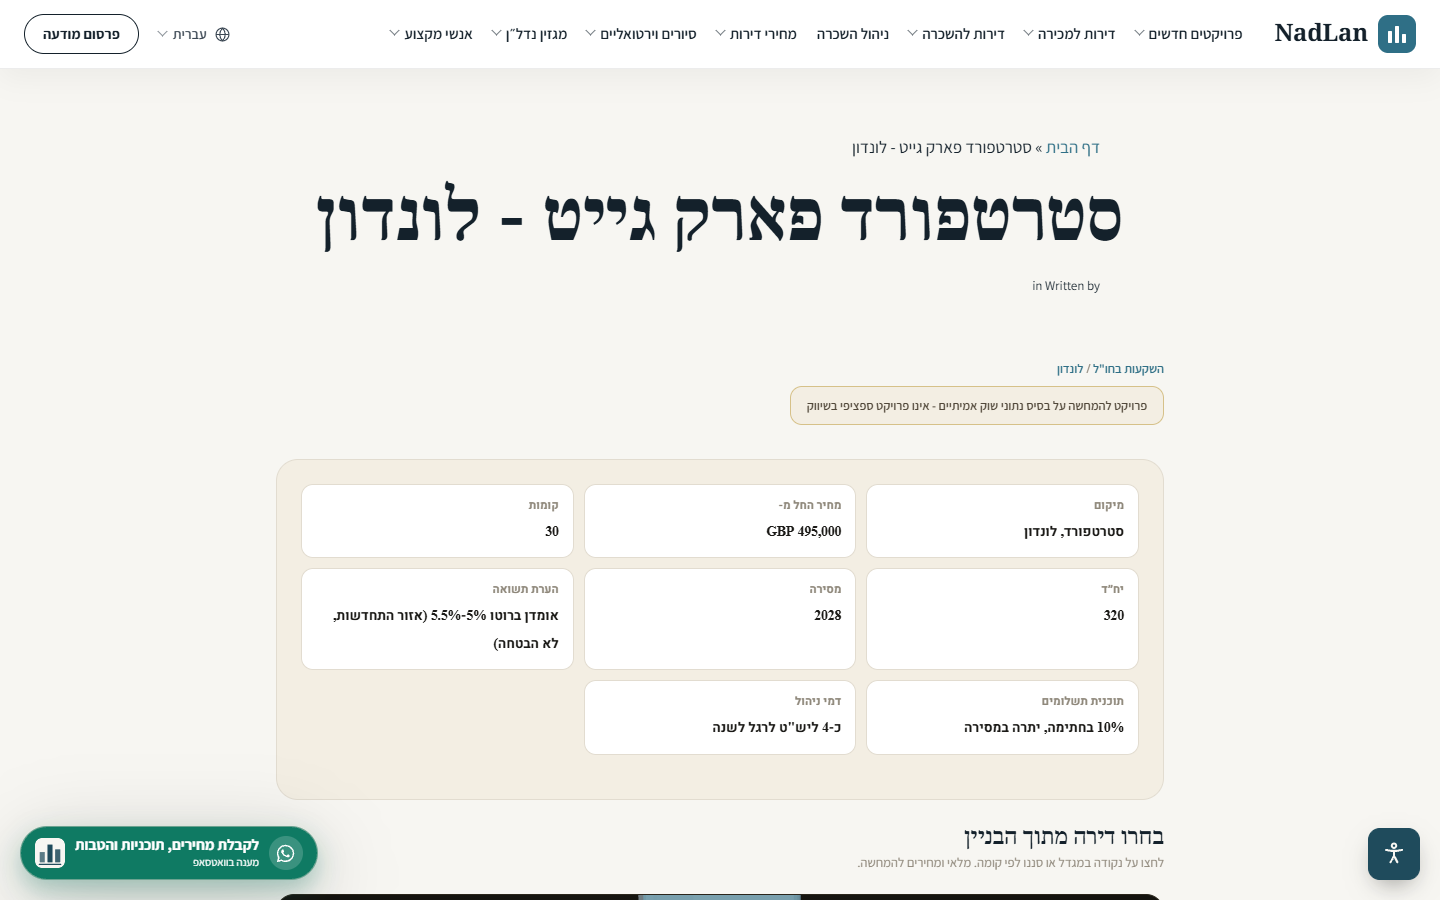 NadLan
פרויקטים חדשים
דירות למכירה
דירות להשכרה
ניהול השכרה
מחירי דירות
סיורים וירטואליים
מגזין נדל״ן
אנשי מקצוע
עברית
פרסום מודעה
דף הבית » סטרטפורד פארק גייט - לונדון
סטרטפורד פארק גייט - לונדון
in Written by
השקעות בחו"ל / לונדון
פרויקט להמחשה על בסיס נתוני שוק אמיתיים - אינו פרויקט ספציפי בשיווק
מיקום
סטרטפורד, לונדון
מחיר החל מ-
GBP 495,000
קומות
30
יח״ד
320
מסירה
2028
הערת תשואה
אומדן ברוטו 5%-5.5% (אזור התחדשות,
לא הבטחה)
תוכנית תשלומים
10% בחתימה, יתרה במסירה
דמי ניהול
כ-4 ליש"ט לרגל לשנה
בחרו דירה מתוך הבניין
לחצו על נקודה במגדל או סננו לפי קומה. מלאי ומחירים להמחשה.
לקבלת מחירים, תוכניות והטבות
מענה בוואטסאפ